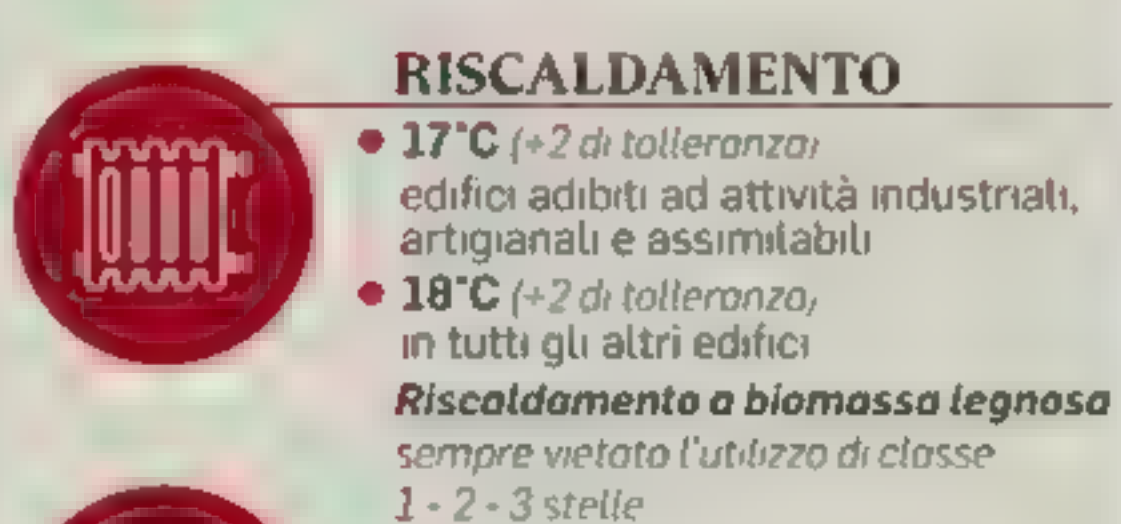 RISCALDAMENTO
• 17°C (+2 di tolleranza)
edifici adibiti ad attività industriali,
artigianali e assimilabili
• 18°C (+2 di tolleranza)
in tutti gli altri edifici
Riscaldamento a biomassa legnosa
sempre vietato l'utilizzo di classe
1 - 2 - 3 stelle